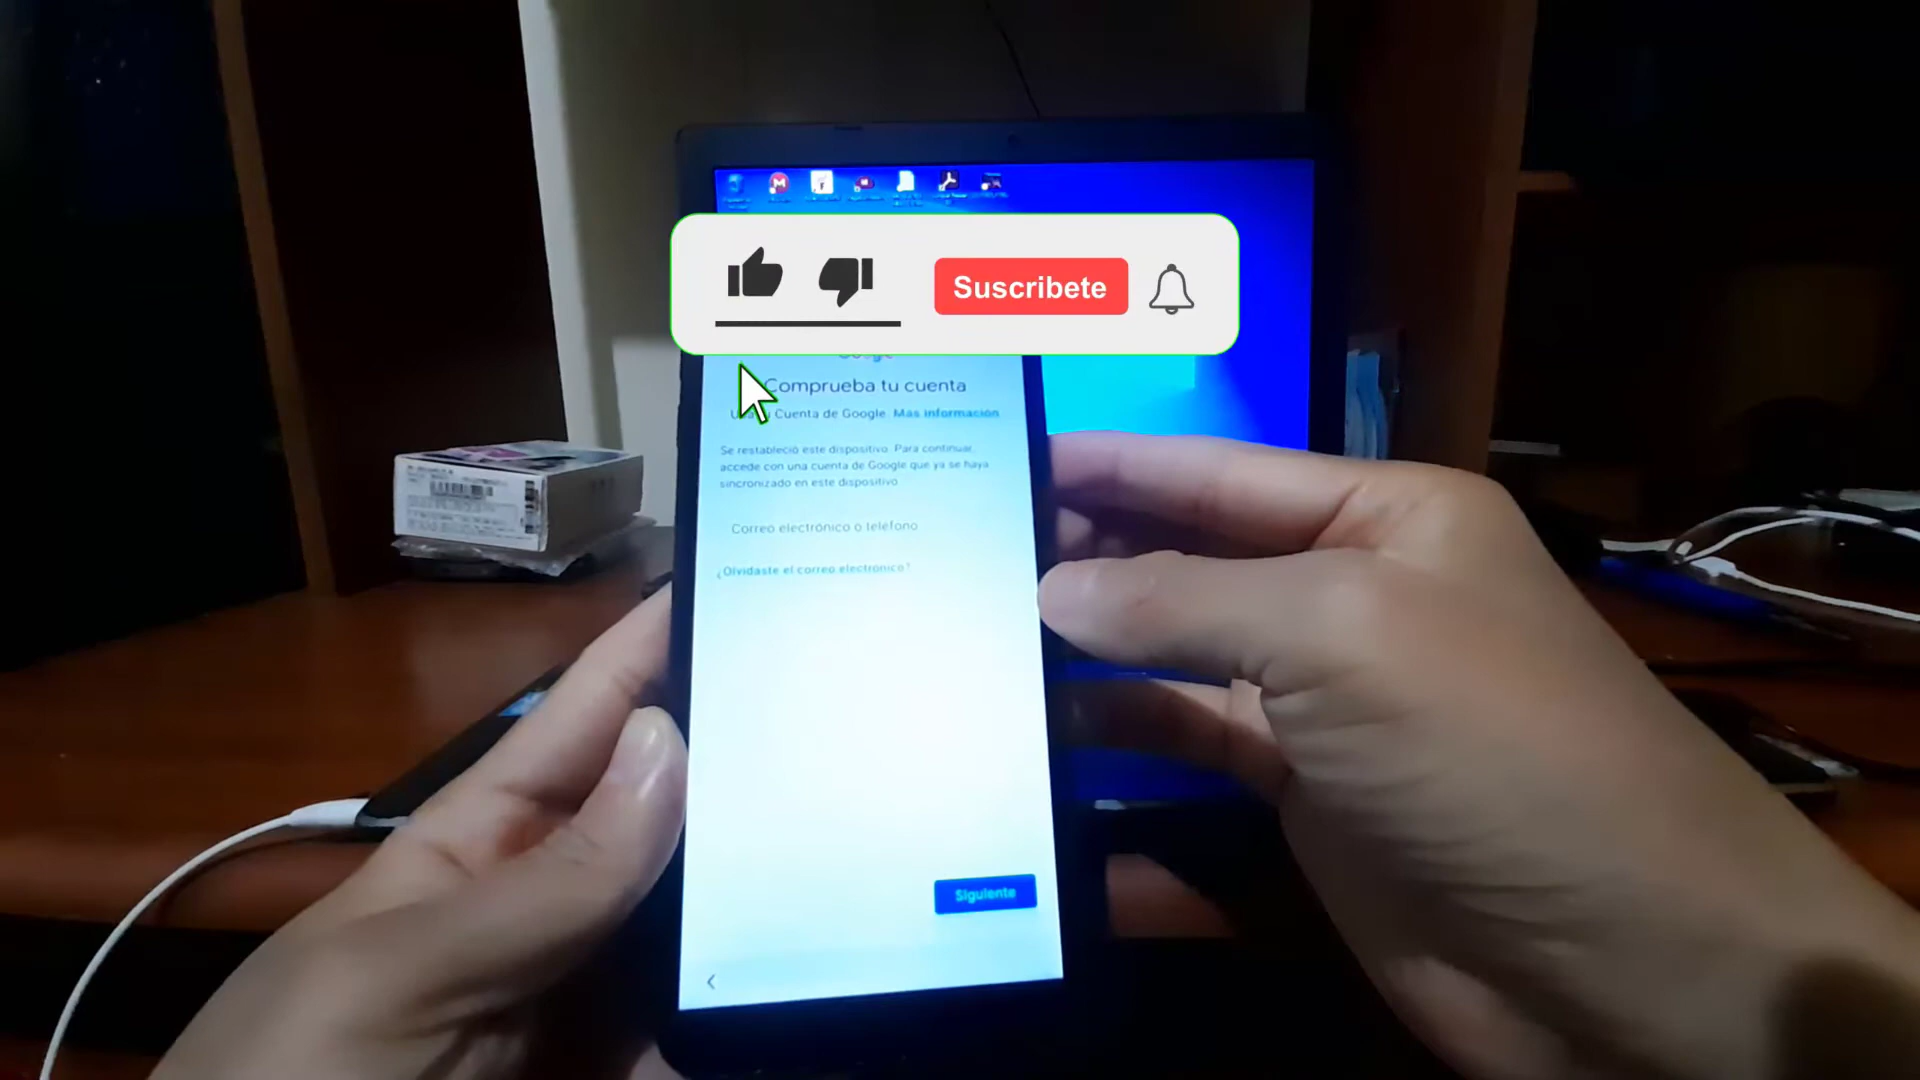 Suscribete
Comprueba tu cuenta
Cuenta de Google. Mas información
Se restableció este dispositivo. Para continuar,
accede con una cuenta de Google que ya se haya
sincronizado en este dispositivo.
Correo electrónico o teléfono
¿Olvidaste el correo electrónico?
Siguiente